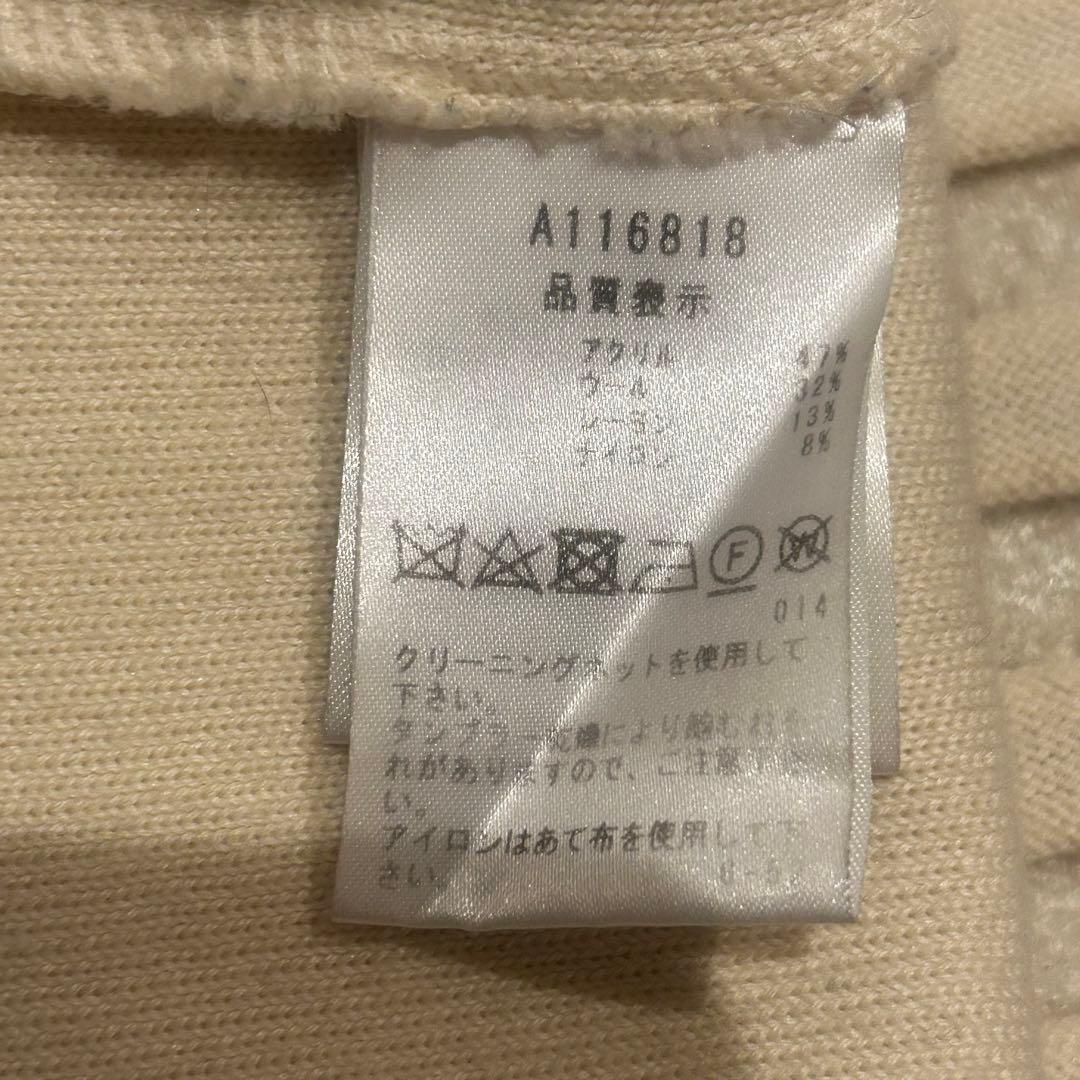 A116818
品質表示
アクリル 47%
ウール 32%
レーヨン 13%
ナイロン 8%
F W
014
クリーニングネットを使用して
下さい。
タンブラー乾燥により縮むおそ
れがありますので、ご注意下さ
い。
アイロンはあて布を使用して下
さい。